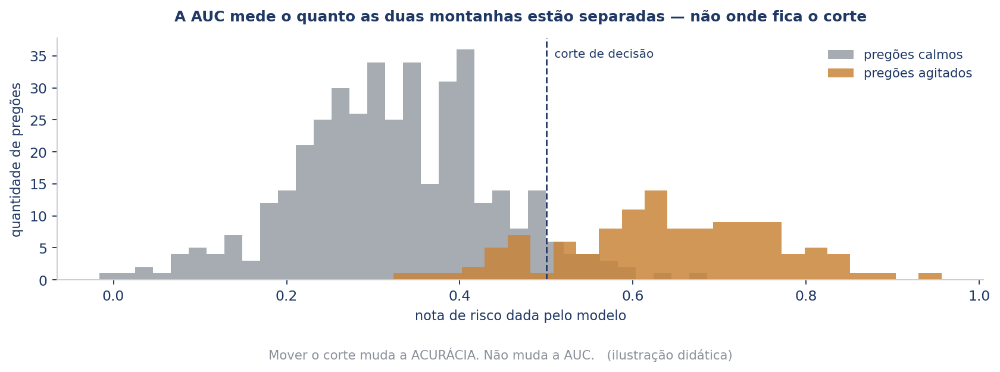 A AUC mede o quanto as duas montanhas estão separadas — não onde fica o corte
corte de decisão
pregões calmos
pregões agitados
quantidade de pregões
35
30
25
20
15
10
5
0
0.0 0.2 0.4 0.6 0.8 1.0
nota de risco dada pelo modelo
Mover o corte muda a ACURÁCIA. Não muda a AUC. (ilustração didática)